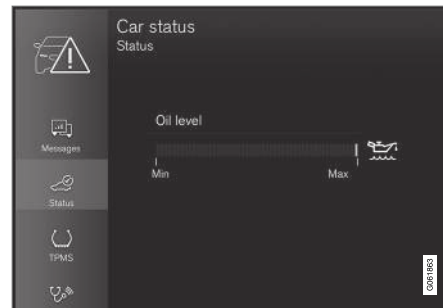 Car status
Status
Messages
Status
TPMS
Oil level
Min Max
G061863